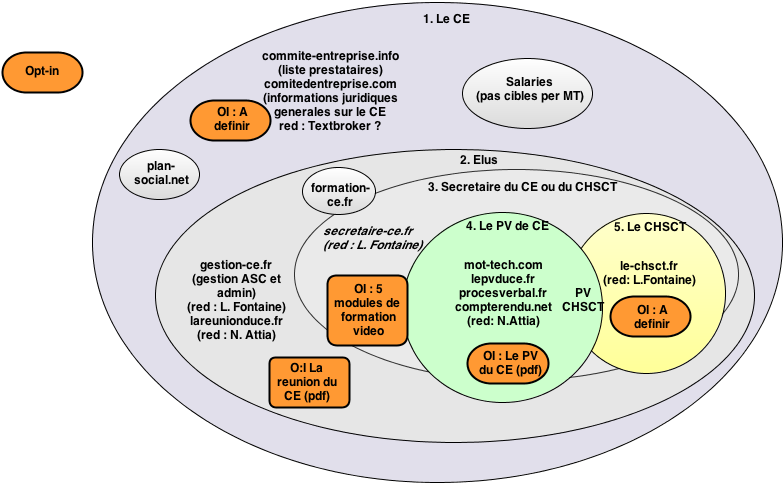 1. Le CE
Opt-in
commite-entreprise.info
(liste prestataires)
comitedentreprise.com
(informations juridiques
generales sur le CE
red : Textbroker ?
OI : A
definir
Salaries
(pas cibles per MT)
plan-
social.net
2. Elus
formation-
ce.fr
3. Secretaire du CE ou du CHSCT
secretaire-ce.fr
(red : L. Fontaine)
4. Le PV de CE
5. Le CHSCT
gestion-ce.fr
(gestion ASC et
admin)
(red : L. Fontaine)
lareunionduce.fr
(red : N. Attia)
OI : 5
modules de
formation
video
mot-tech.com
lepvduce.fr
procesverbal.fr
compterendu.net
(red: N.Attia)
PV
CHSCT
le-chsct.fr
(red: L.Fontaine)
OI : A
definir
OI : Le PV
du CE (pdf)
O:I La
reunion du
CE (pdf)